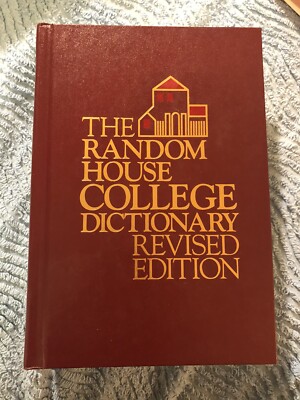 THE
RANDOM
HOUSE
COLLEGE
DICTIONARY
REVISED
EDITION